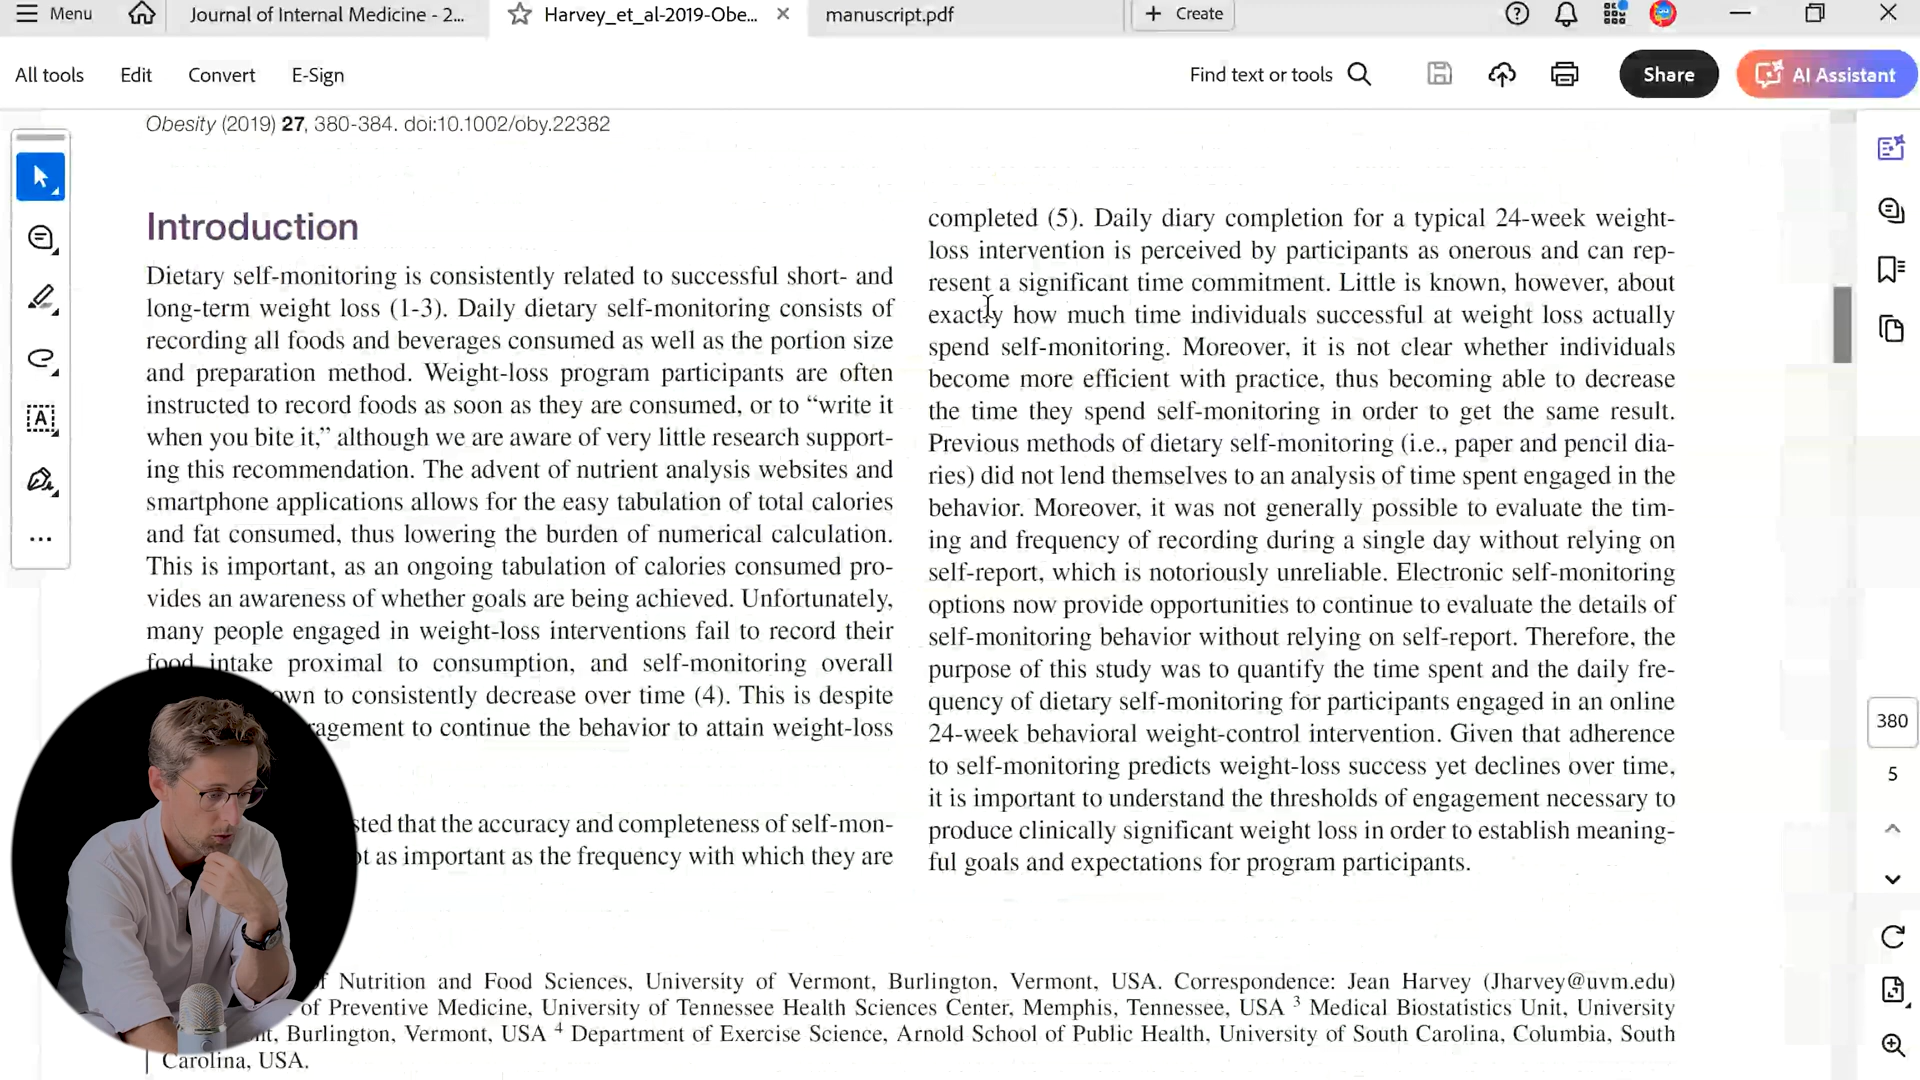 Menu
Journal of Internal Medicine - 2...
Harvey_et_al-2019-Obe...
manuscript.pdf
Create
All tools
Edit
Convert
E-Sign
Find text or tools
Share
AI Assistant
Obesity (2019) 27, 380-384. doi:10.1002/oby.22382
Introduction
Dietary self-monitoring is consistently related to successful short- and
long-term weight loss (1-3). Daily dietary self-monitoring consists of
recording all foods and beverages consumed as well as the portion size
and preparation method. Weight-loss program participants are often
instructed to record foods as soon as they are consumed, or to “write it
when you bite it,” although we are aware of very little research support-
ing this recommendation. The advent of nutrient analysis websites and
smartphone applications allows for the easy tabulation of total calories
and fat consumed, thus lowering the burden of numerical calculation.
This is important, as an ongoing tabulation of calories consumed pro-
vides an awareness of whether goals are being achieved. Unfortunately,
many people engaged in weight-loss interventions fail to record their
food intake proximal to consumption, and self-monitoring overall
own to consistently decrease over time (4). This is despite
ragement to continue the behavior to attain weight-loss
sted that the accuracy and completeness of self-mon-
ot as important as the frequency with which they are
completed (5). Daily diary completion for a typical 24-week weight-
loss intervention is perceived by participants as onerous and can rep-
resent a significant time commitment. Little is known, however, about
exactly how much time individuals successful at weight loss actually
spend self-monitoring. Moreover, it is not clear whether individuals
become more efficient with practice, thus becoming able to decrease
the time they spend self-monitoring in order to get the same result.
Previous methods of dietary self-monitoring (i.e., paper and pencil dia-
ries) did not lend themselves to an analysis of time spent engaged in the
behavior. Moreover, it was not generally possible to evaluate the tim-
ing and frequency of recording during a single day without relying on
self-report, which is notoriously unreliable. Electronic self-monitoring
options now provide opportunities to continue to evaluate the details of
self-monitoring behavior without relying on self-report. Therefore, the
purpose of this study was to quantify the time spent and the daily fre-
quency of dietary self-monitoring for participants engaged in an online
24-week behavioral weight-control intervention. Given that adherence
to self-monitoring predicts weight-loss success yet declines over time,
it is important to understand the thresholds of engagement necessary to
produce clinically significant weight loss in order to establish meaning-
ful goals and expectations for program participants.
of Nutrition and Food Sciences, University of Vermont, Burlington, Vermont, USA. Correspondence: Jean Harvey (Jharvey@uvm.edu)
of Preventive Medicine, University of Tennessee Health Sciences Center, Memphis, Tennessee, USA 3 Medical Biostatistics Unit, University
nt, Burlington, Vermont, USA 4 Department of Exercise Science, Arnold School of Public Health, University of South Carolina, Columbia, South
Carolina, USA.
380
5